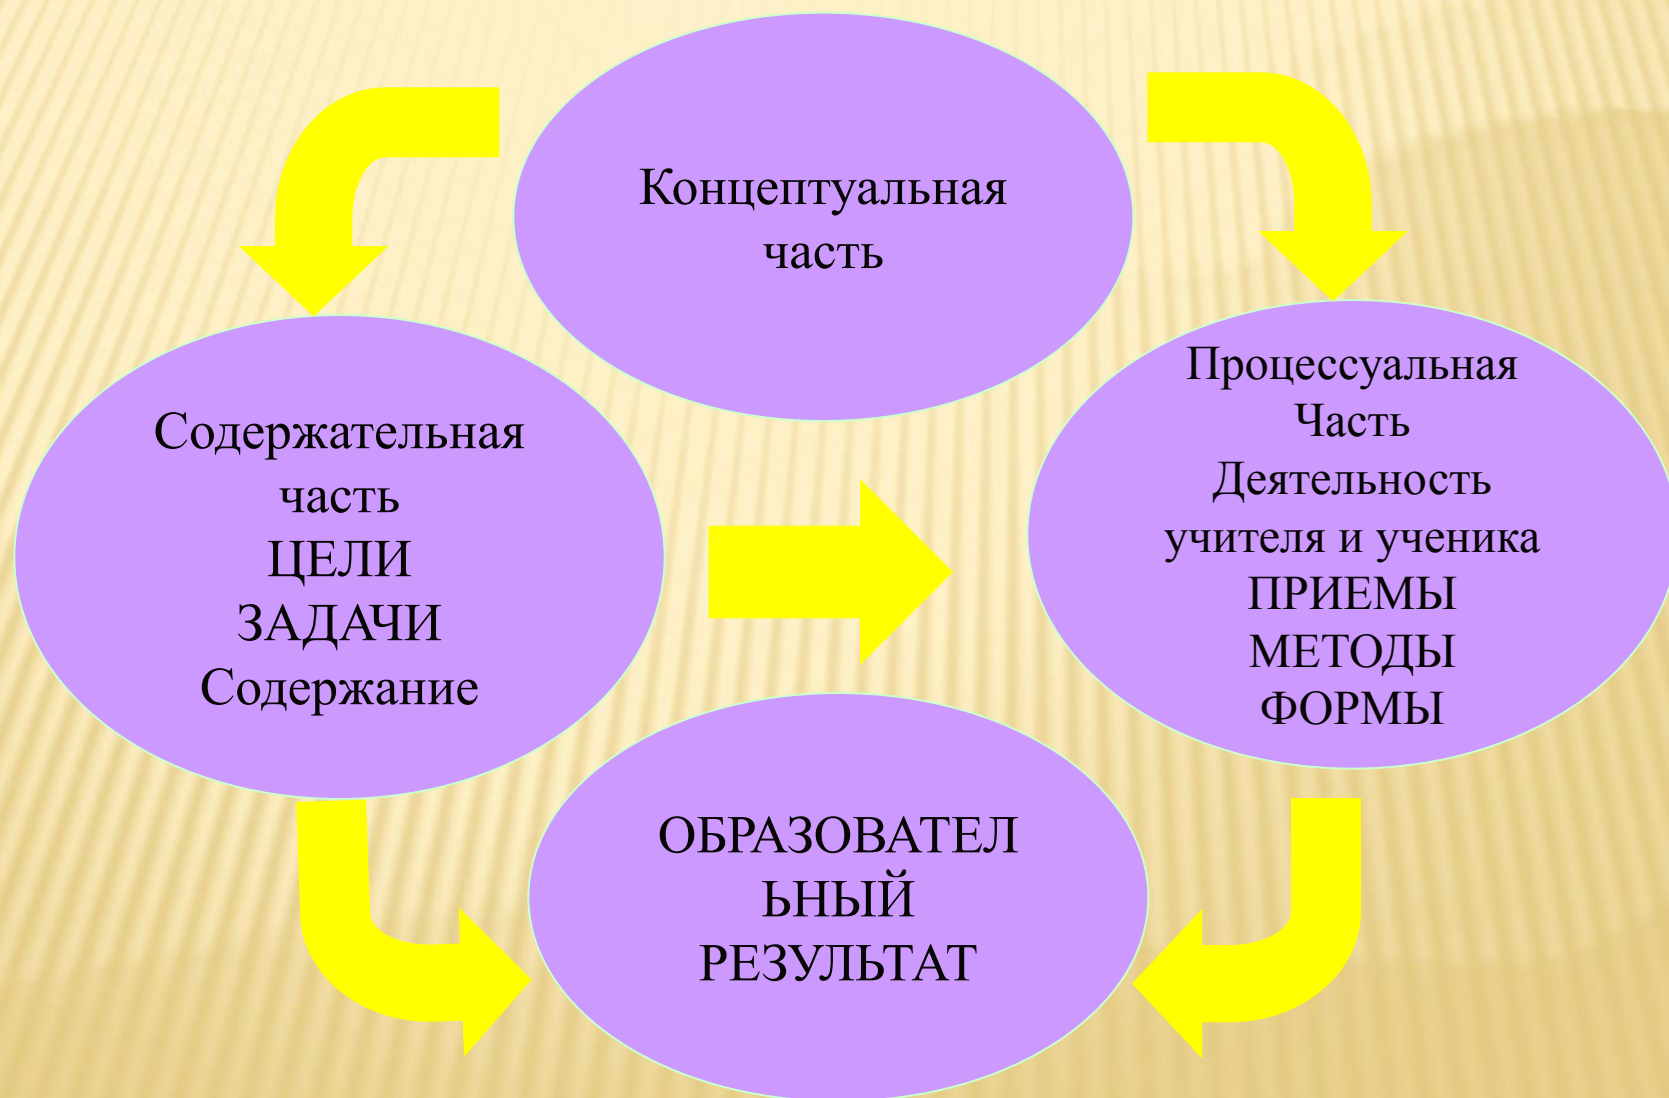 Концептуальная
часть
Содержательная
часть
ЦЕЛИ
ЗАДАЧИ
Содержание
Процессуальная
Часть
Деятельность
учителя и ученика
ПРИЕМЫ
МЕТОДЫ
ФОРМЫ
ОБРАЗОВАТЕЛ
ЬНЫЙ
РЕЗУЛЬТАТ